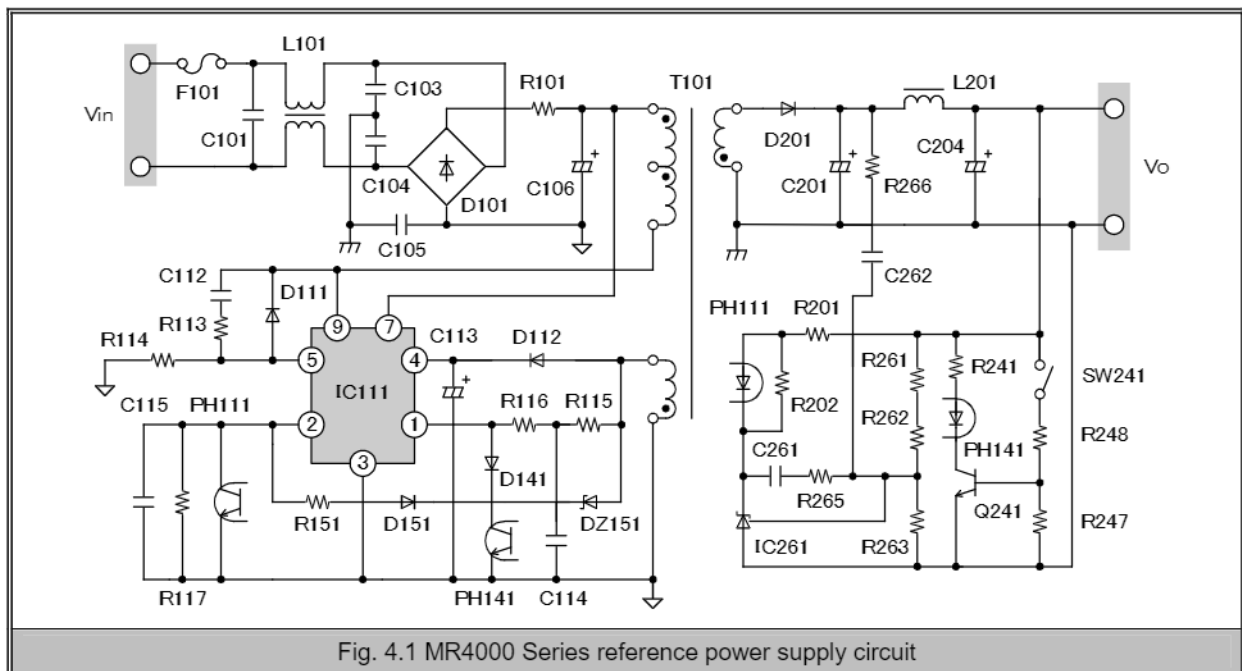 L101
C103
R101
T101
L201
F101
Vin
C101
D201
C204
C104
C106
+
+
+
C201
R266
Vo
D101
C105
C112
C262
D111
PH111
R201
R113
R114
9
7
C113
D112
R261
R241
SW241
5
4
+
IC111
R202
C115
PH111
R116
R115
R262
2
1
C261
PH141
R248
3
D141
R265
Q241
R151
D151
DZ151
IC261
R263
R247
R117
PH141
C114
Fig. 4.1 MR4000 Series reference power supply circuit